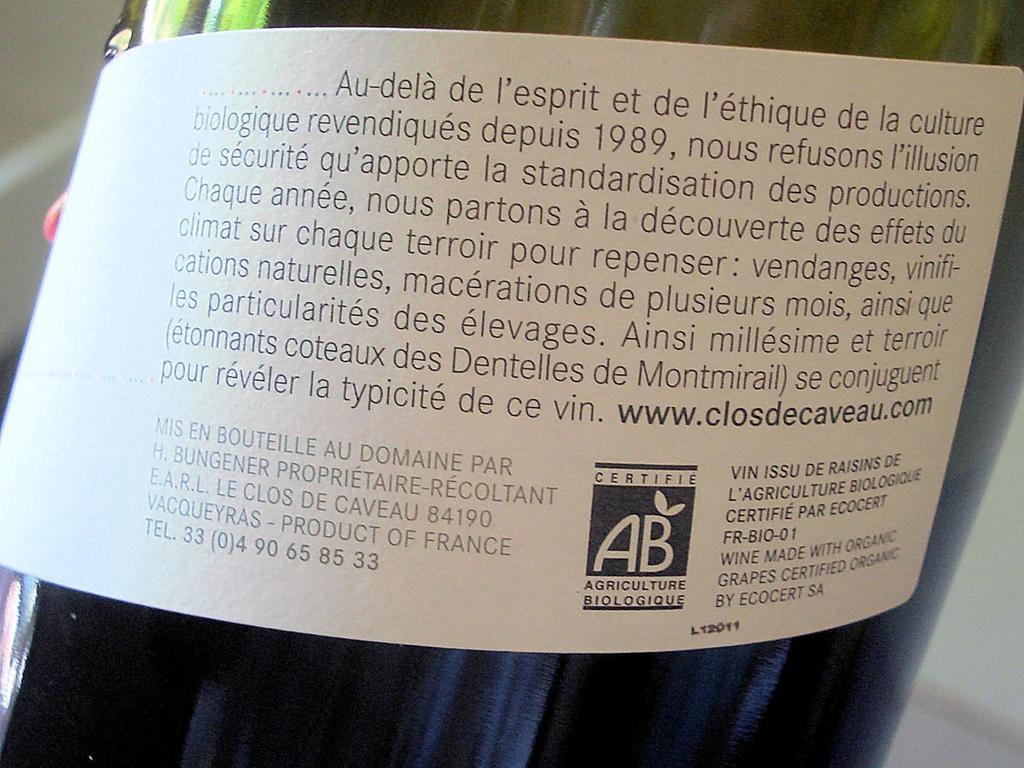 Au-delà de l'esprit et de l'éthique de la culture
biologique revendiqués depuis 1989, nous refusons l'illusion
de sécurité qu'apporte la standardisation des productions.
Chaque année, nous partons à la découverte des effets du
climat sur chaque terroir pour repenser : vendanges, vinifi-
cations naturelles, macérations de plusieurs mois, ainsi que
les particularités des élevages. Ainsi millésime et terroir
(étonnants coteaux des Dentelles de Montmirail) se conjuguent
pour révéler la typicité de ce vin. www.closdecaveau.com
MIS EN BOUTEILLE AU DOMAINE PAR
H. BUNGENER PROPRIÉTAIRE-RÉCOLTANT
E.A.R.L. LE CLOS DE CAVEAU 84190
VACQUEYRAS - PRODUCT OF FRANCE
TEL. 33 (0)4 90 65 85 33
CERTIFIÉ
AB
AGRICULTURE
BIOLOGIQUE
VIN ISSU DE RAISINS DE
L'AGRICULTURE BIOLOGIQUE
CERTIFIÉ PAR ECOCERT
FR-BIO-01
WINE MADE WITH ORGANIC
GRAPES CERTIFIED ORGANIC
BY ECOCERT SA
L12011